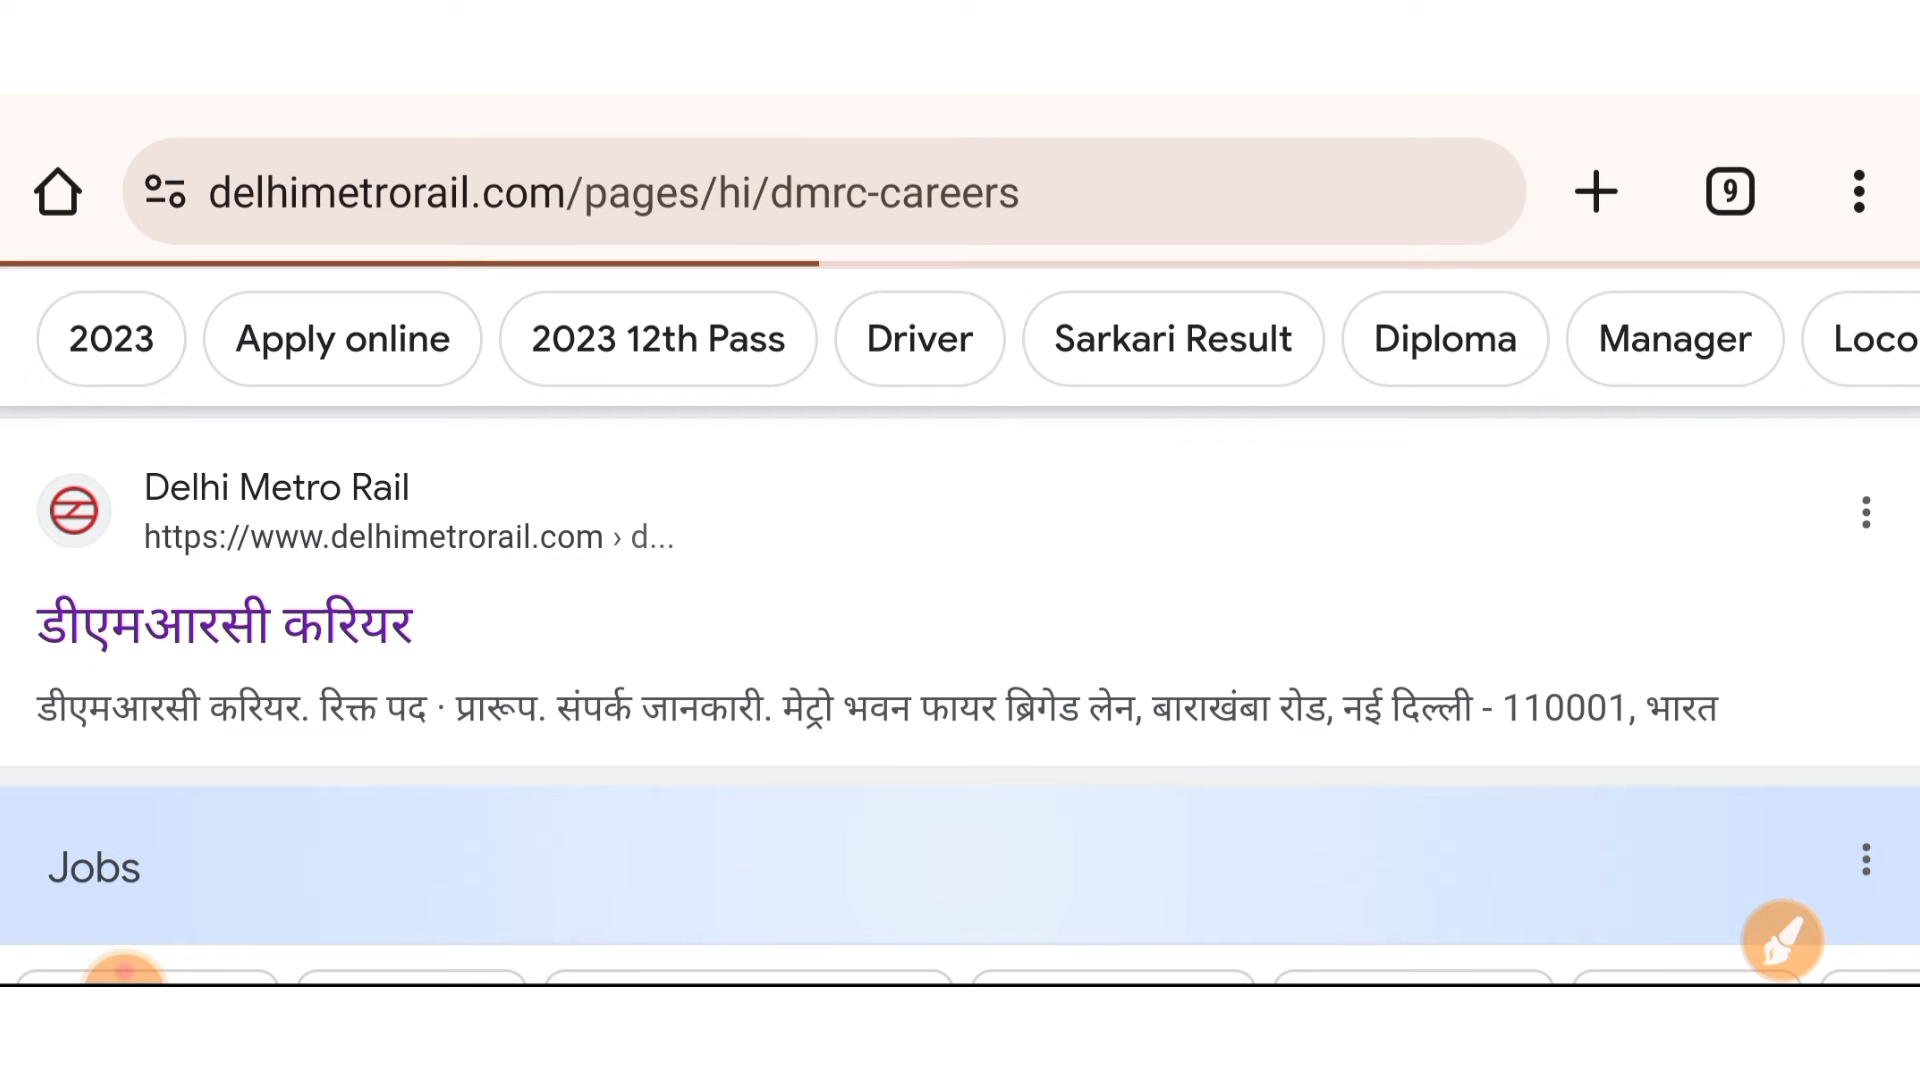 delhimetrorail.com/pages/hi/dmrc-careers
9
2023 Apply online 2023 12th Pass Driver Sarkari Result Diploma Manager Loco
Delhi Metro Rail
https://www.delhimetrorail.com › d...
डीएमआरसी करियर
डीएमआरसी करियर. रिक्त पद · प्रारूप. संपर्क जानकारी. मेट्रो भवन फायर ब्रिगेड लेन, बाराखंबा रोड, नई दिल्ली - 110001, भारत
Jobs